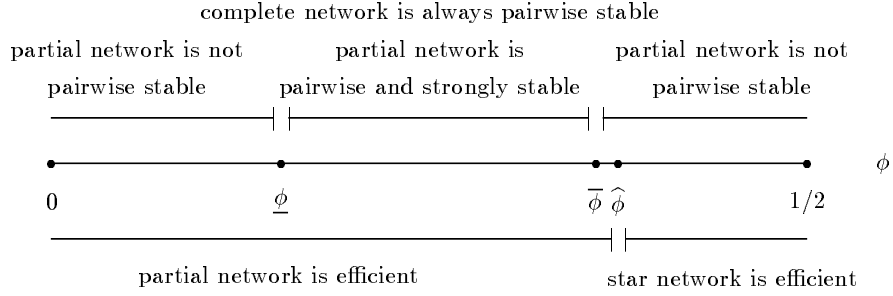 complete network is always pairwise stable
partial network is not partial network is partial network is not
pairwise stable pairwise and strongly stable pairwise stable
ϕ
0 ϕ̲ ϕ̅ ϕ̂ 1/2
partial network is efficient star network is efficient